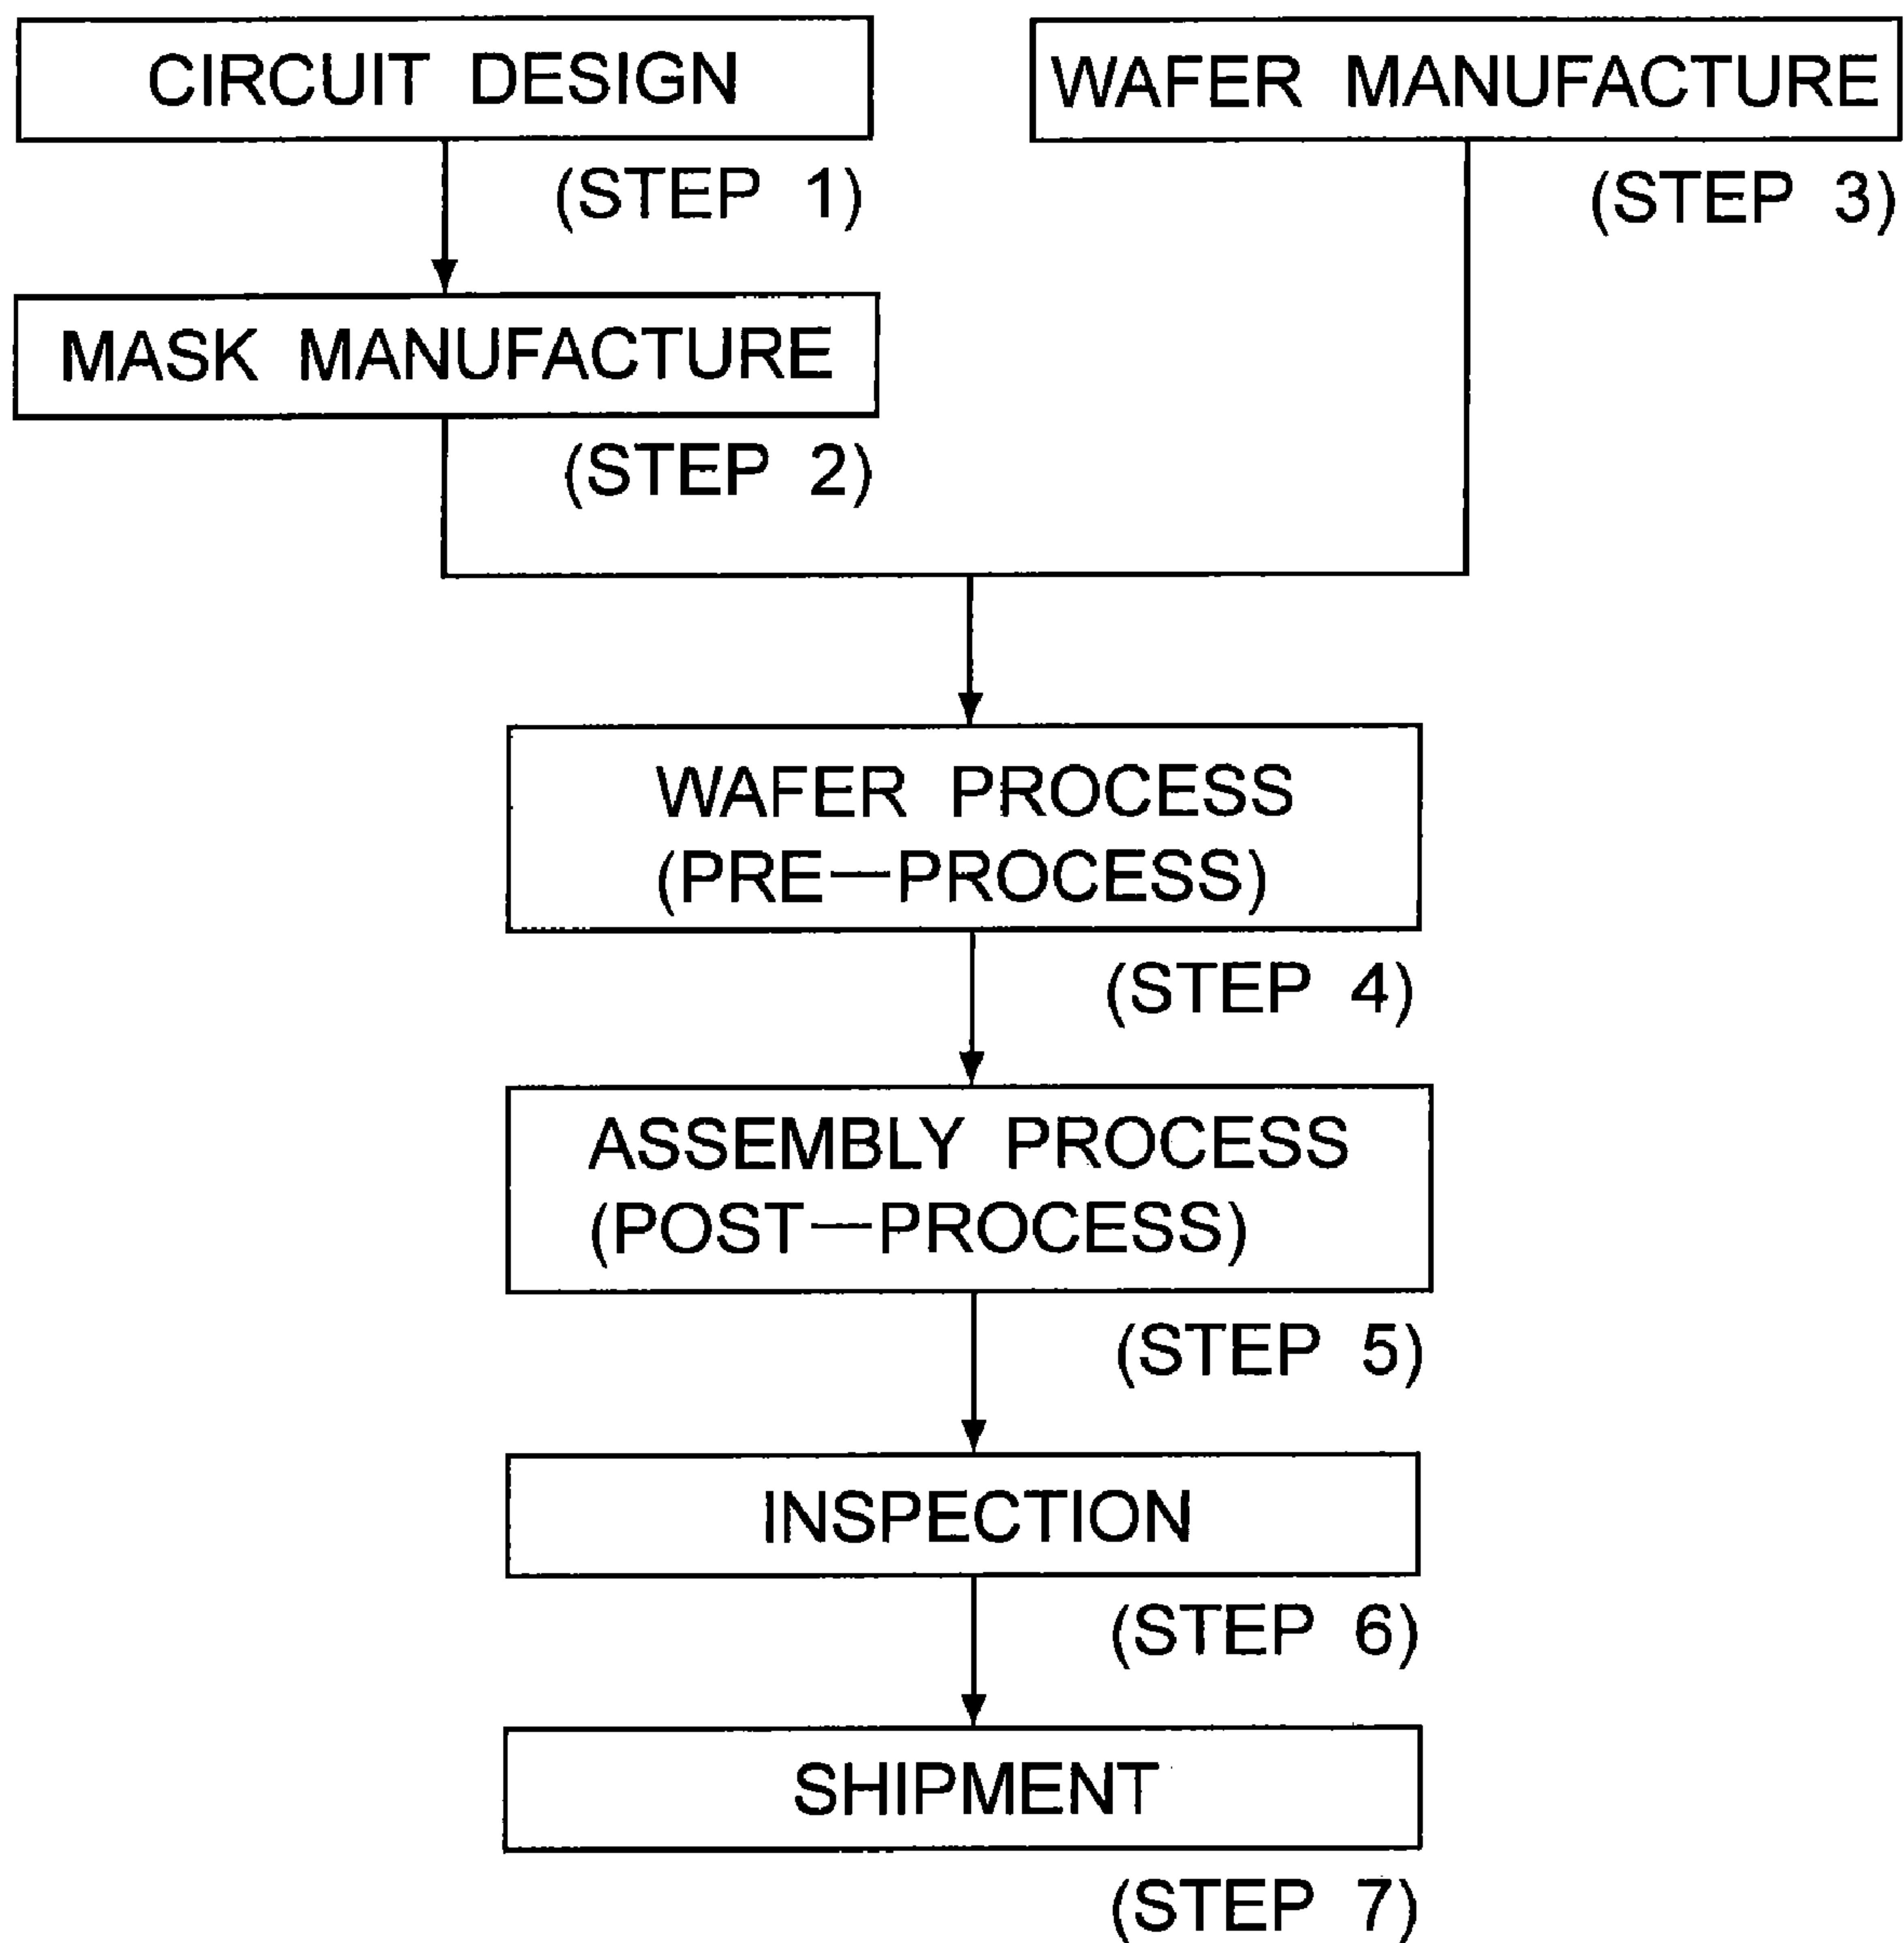 CIRCUIT DESIGN
(STEP 1)
WAFER MANUFACTURE
(STEP 3)
MASK MANUFACTURE
(STEP 2)
WAFER PROCESS
(PRE—PROCESS)
(STEP 4)
ASSEMBLY PROCESS
(POST—PROCESS)
(STEP 5)
INSPECTION
(STEP 6)
SHIPMENT
(STEP 7)